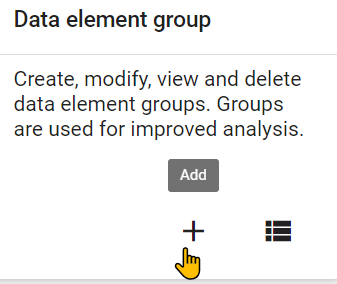 Data element group
Create, modify, view and delete
data element groups. Groups
are used for improved analysis.
Add